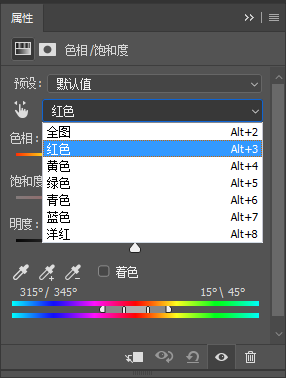 属性
色相/饱和度
预设： 默认值
红色
全图 Alt+2
红色 Alt+3
黄色 Alt+4
绿色 Alt+5
青色 Alt+6
蓝色 Alt+7
洋红 Alt+8
色相：
饱和度
明度：
着色
315°/ 345° 15°\ 45°